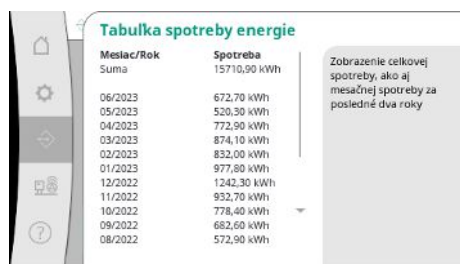 Tabuľka spotreby energie
Mesiac/Rok Spotreba
Suma 15710,90 kWh
06/2023 672,70 kWh
05/2023 520,30 kWh
04/2023 772,90 kWh
03/2023 874,10 kWh
02/2023 832,00 kWh
01/2023 977,80 kWh
12/2022 1242,30 kWh
11/2022 932,70 kWh
10/2022 778,40 kWh
09/2022 682,60 kWh
08/2022 572,90 kWh
Zobrazenie celkovej
spotreby, ako aj
mesačnej spotreby za
posledné dva roky